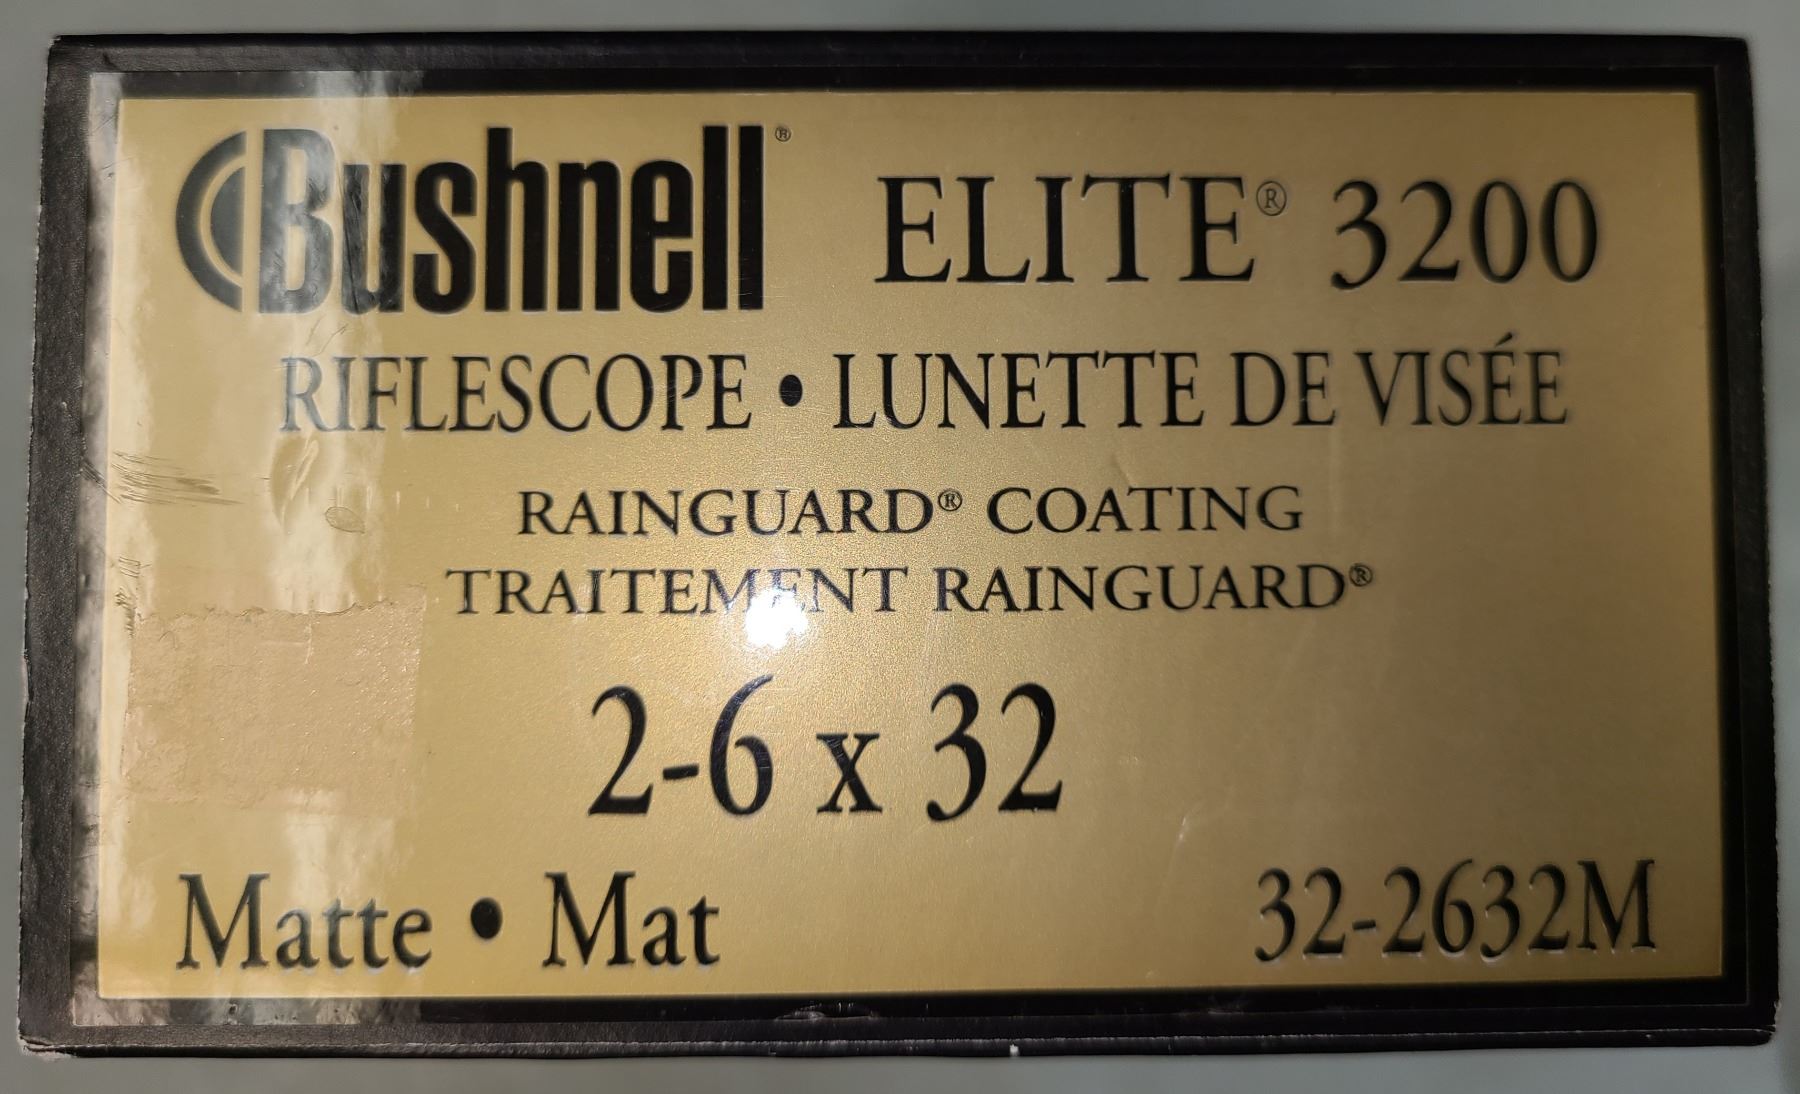 Bushnell® ELITE® 3200
RIFLESCOPE • LUNETTE DE VISÉE
RAINGUARD® COATING
TRAITEMENT RAINGUARD®
2-6 x 32
Matte • Mat 32-2632M